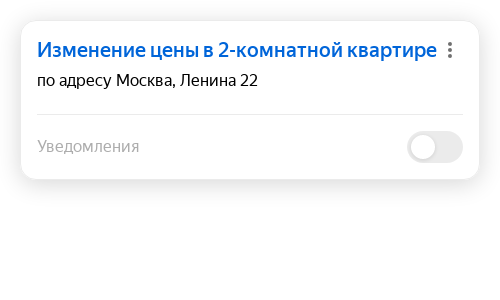 Изменение цены в 2-комнатной квартире
по адресу Москва, Ленина 22
Уведомления